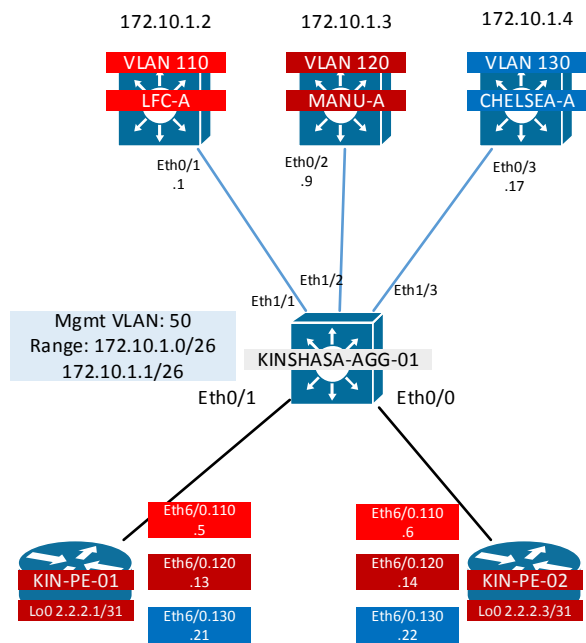 172.10.1.2
172.10.1.3
172.10.1.4
VLAN 110
VLAN 120
VLAN 130
LFC-A
MANU-A
CHELSEA-A
Eth0/1
.1
Eth0/2
.9
Eth0/3
.17
Eth1/1
Eth1/2
Eth1/3
Mgmt VLAN: 50
Range: 172.10.1.0/26
172.10.1.1/26
KINSHASA-AGG-01
Eth0/1
Eth0/0
Eth6/0.110
.5
Eth6/0.110
.6
KIN-PE-01
Eth6/0.120
.13
Eth6/0.120
.14
KIN-PE-02
Lo0 2.2.2.1/31
Eth6/0.130
.21
Eth6/0.130
.22
Lo0 2.2.2.3/31